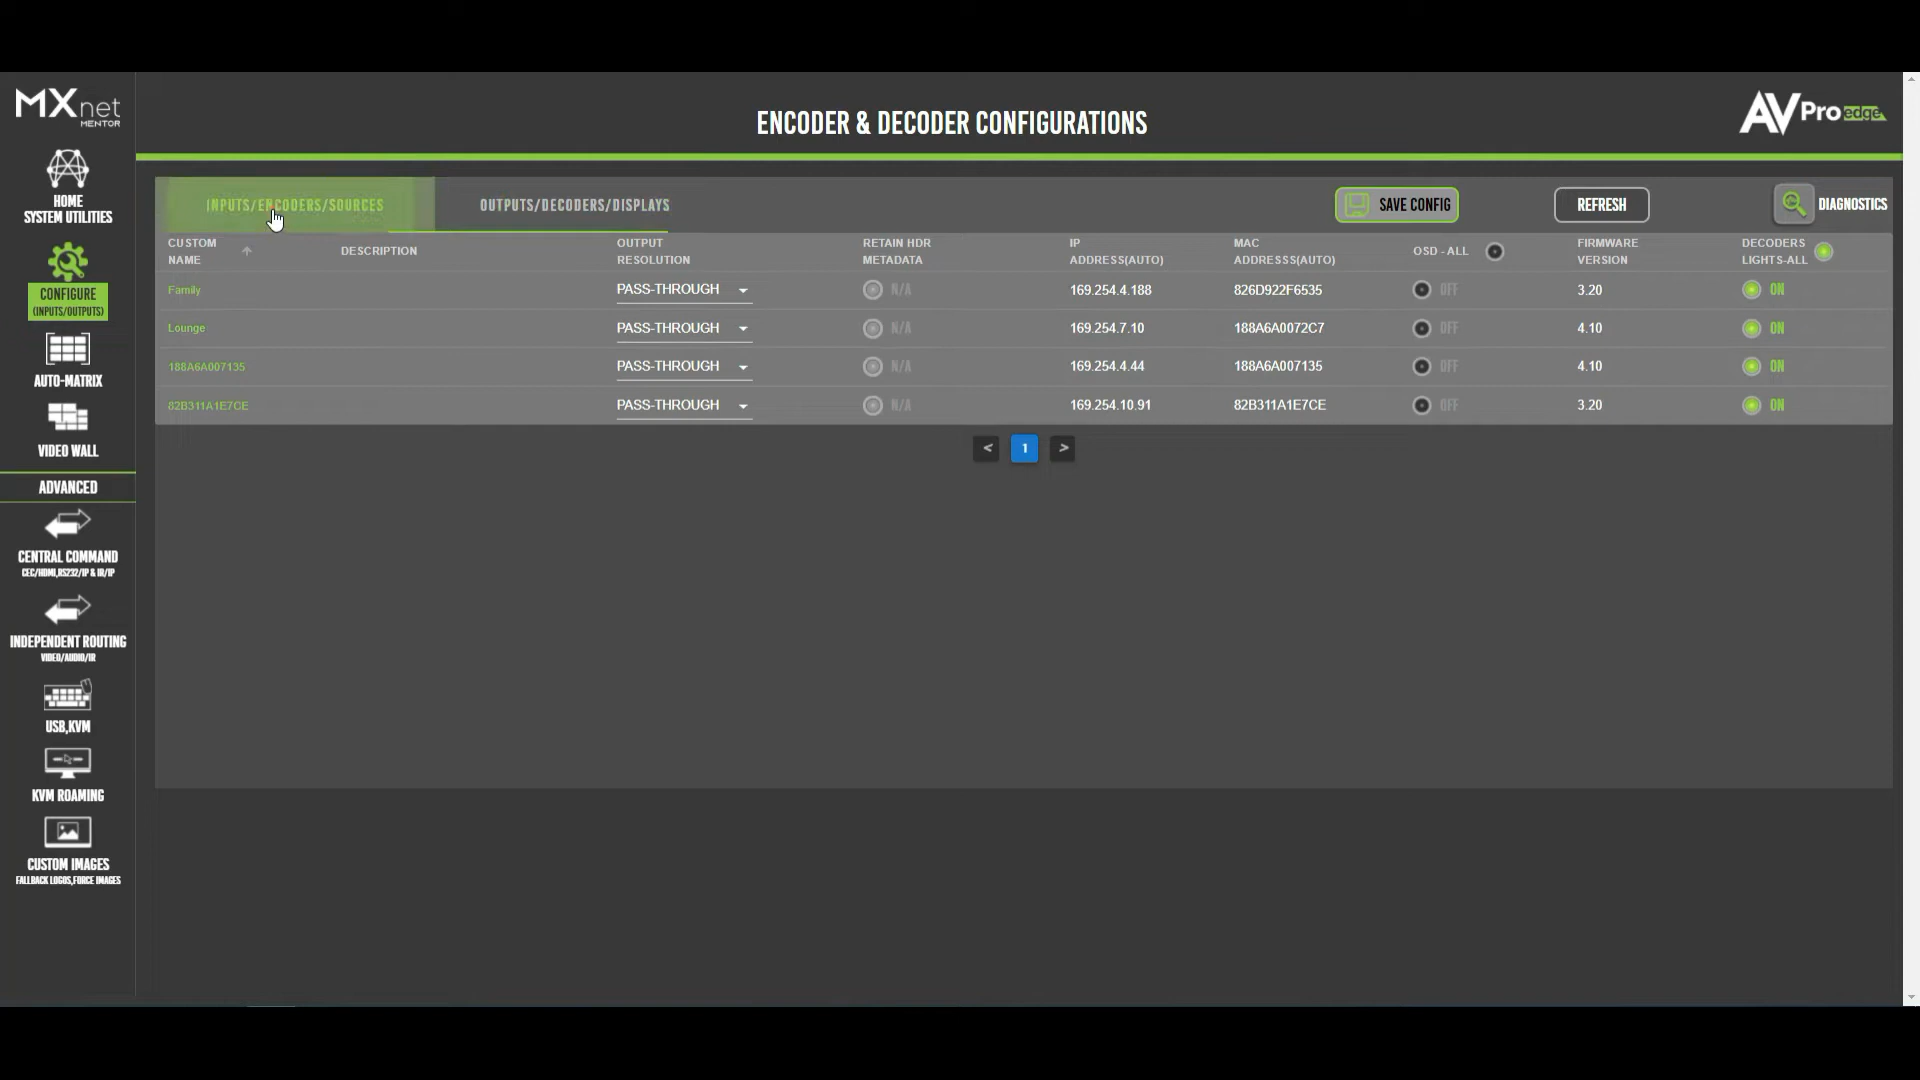 MXnet
MENTOR
ENCODER & DECODER CONFIGURATIONS
AVPro edge
HOME
SYSTEM UTILITIES
CONFIGURE
(INPUTS/OUTPUTS)
AUTO-MATRIX
VIDEO WALL
ADVANCED
CENTRAL COMMAND
CEC/HDMI,RS232/IP & IR/IP
INDEPENDENT ROUTING
VIDEO/AUDIO/IR
USB,KVM
KVM ROAMING
CUSTOM IMAGES
FALLBACK LOGOS,FORCE IMAGES
INPUTS/ENCODERS/SOURCES OUTPUTS/DECODERS/DISPLAYS SAVE CONFIG REFRESH DIAGNOSTICS
CUSTOM NAME DESCRIPTION OUTPUT RESOLUTION RETAIN HDR METADATA IP ADDRESS(AUTO) MAC ADDRESSS(AUTO) OSD - ALL FIRMWARE VERSION DECODERS LIGHTS-ALL
Family PASS-THROUGH N/A 169.254.4.188 826D922F6535 OFF 3.20 ON
Lounge PASS-THROUGH N/A 169.254.7.10 188A6A0072C7 OFF 4.10 ON
188A6A007135 PASS-THROUGH N/A 169.254.4.44 188A6A007135 OFF 4.10 ON
82B311A1E7CE PASS-THROUGH N/A 169.254.10.91 82B311A1E7CE OFF 3.20 ON
< 1 >